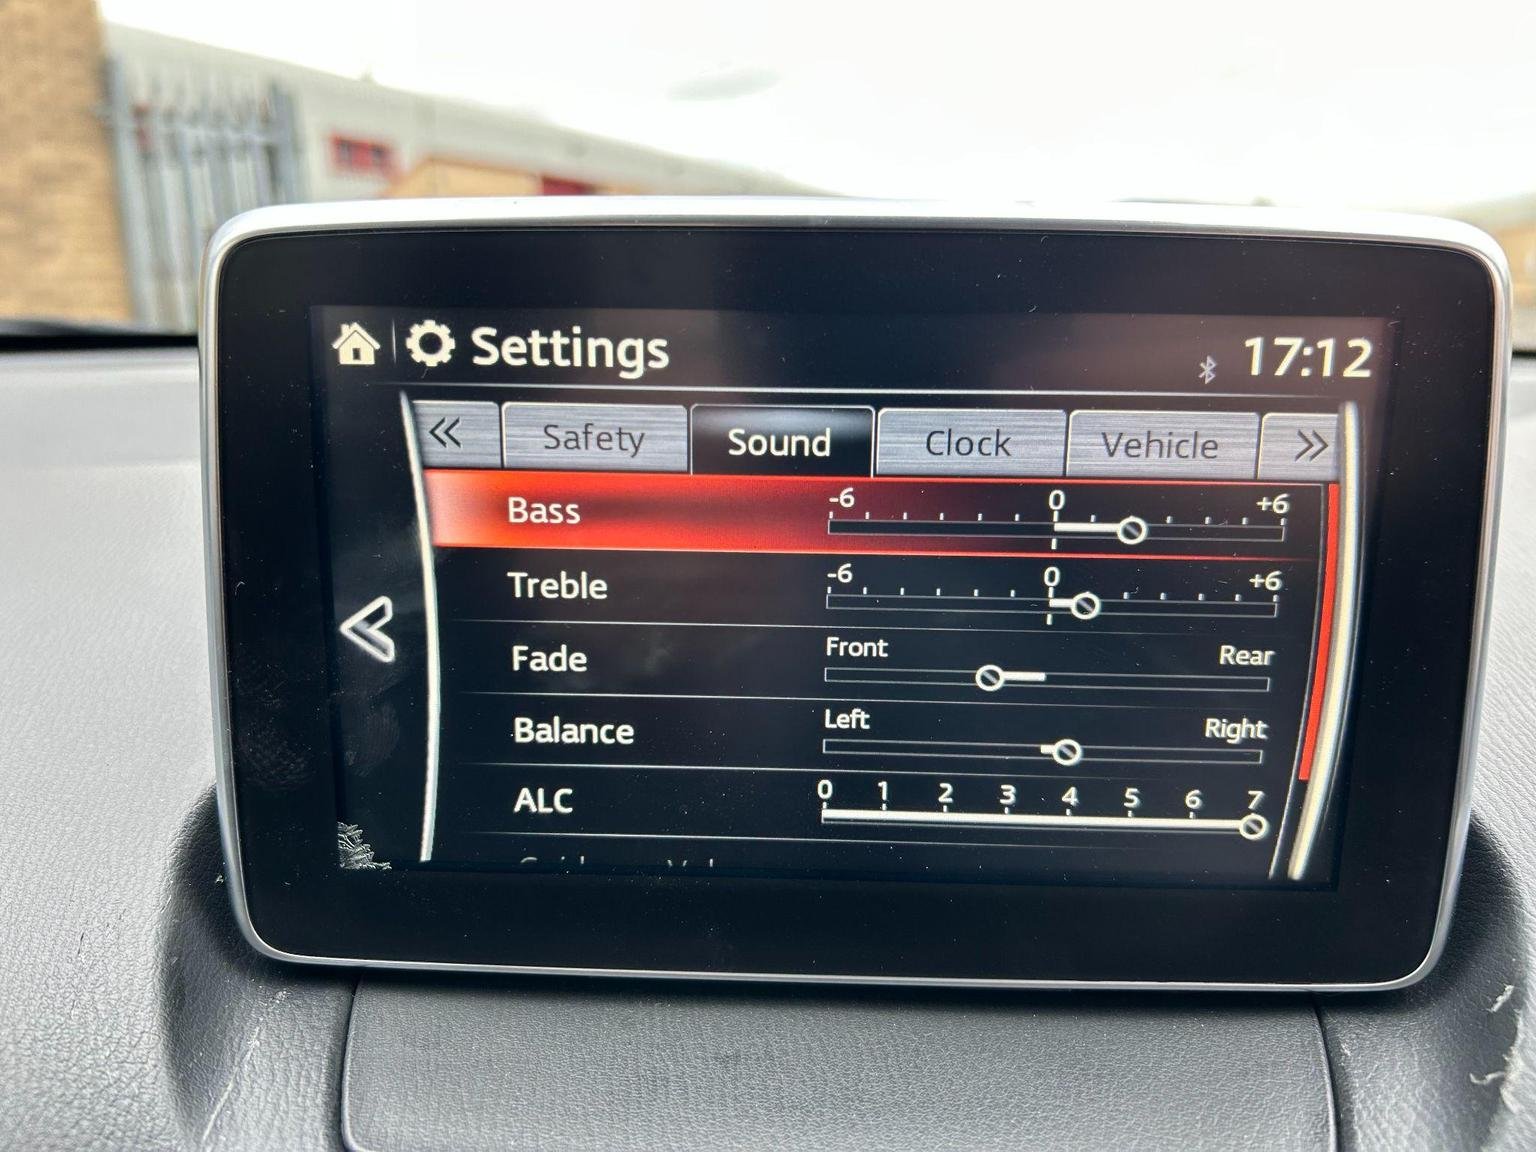 Settings 17:12
« Safety Sound Clock Vehicle »
Bass -6 0 +6
Treble -6 0 +6
Fade Front Rear
Balance Left Right
ALC 0 1 2 3 4 5 6 7